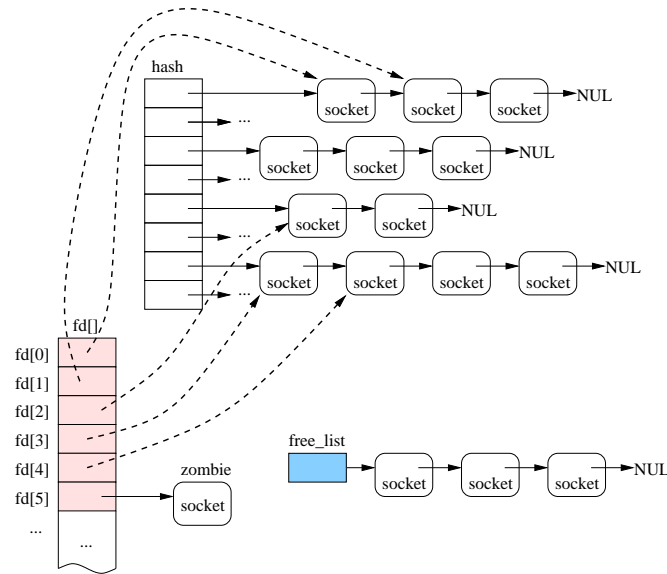 hash
socket socket socket NUL
...
socket socket socket NUL
...
socket socket NUL
...
socket socket socket socket NUL
...
fd[]
fd[0]
fd[1]
fd[2]
fd[3]
fd[4]
fd[5]
...
...
zombie
socket
free_list
socket socket socket NUL